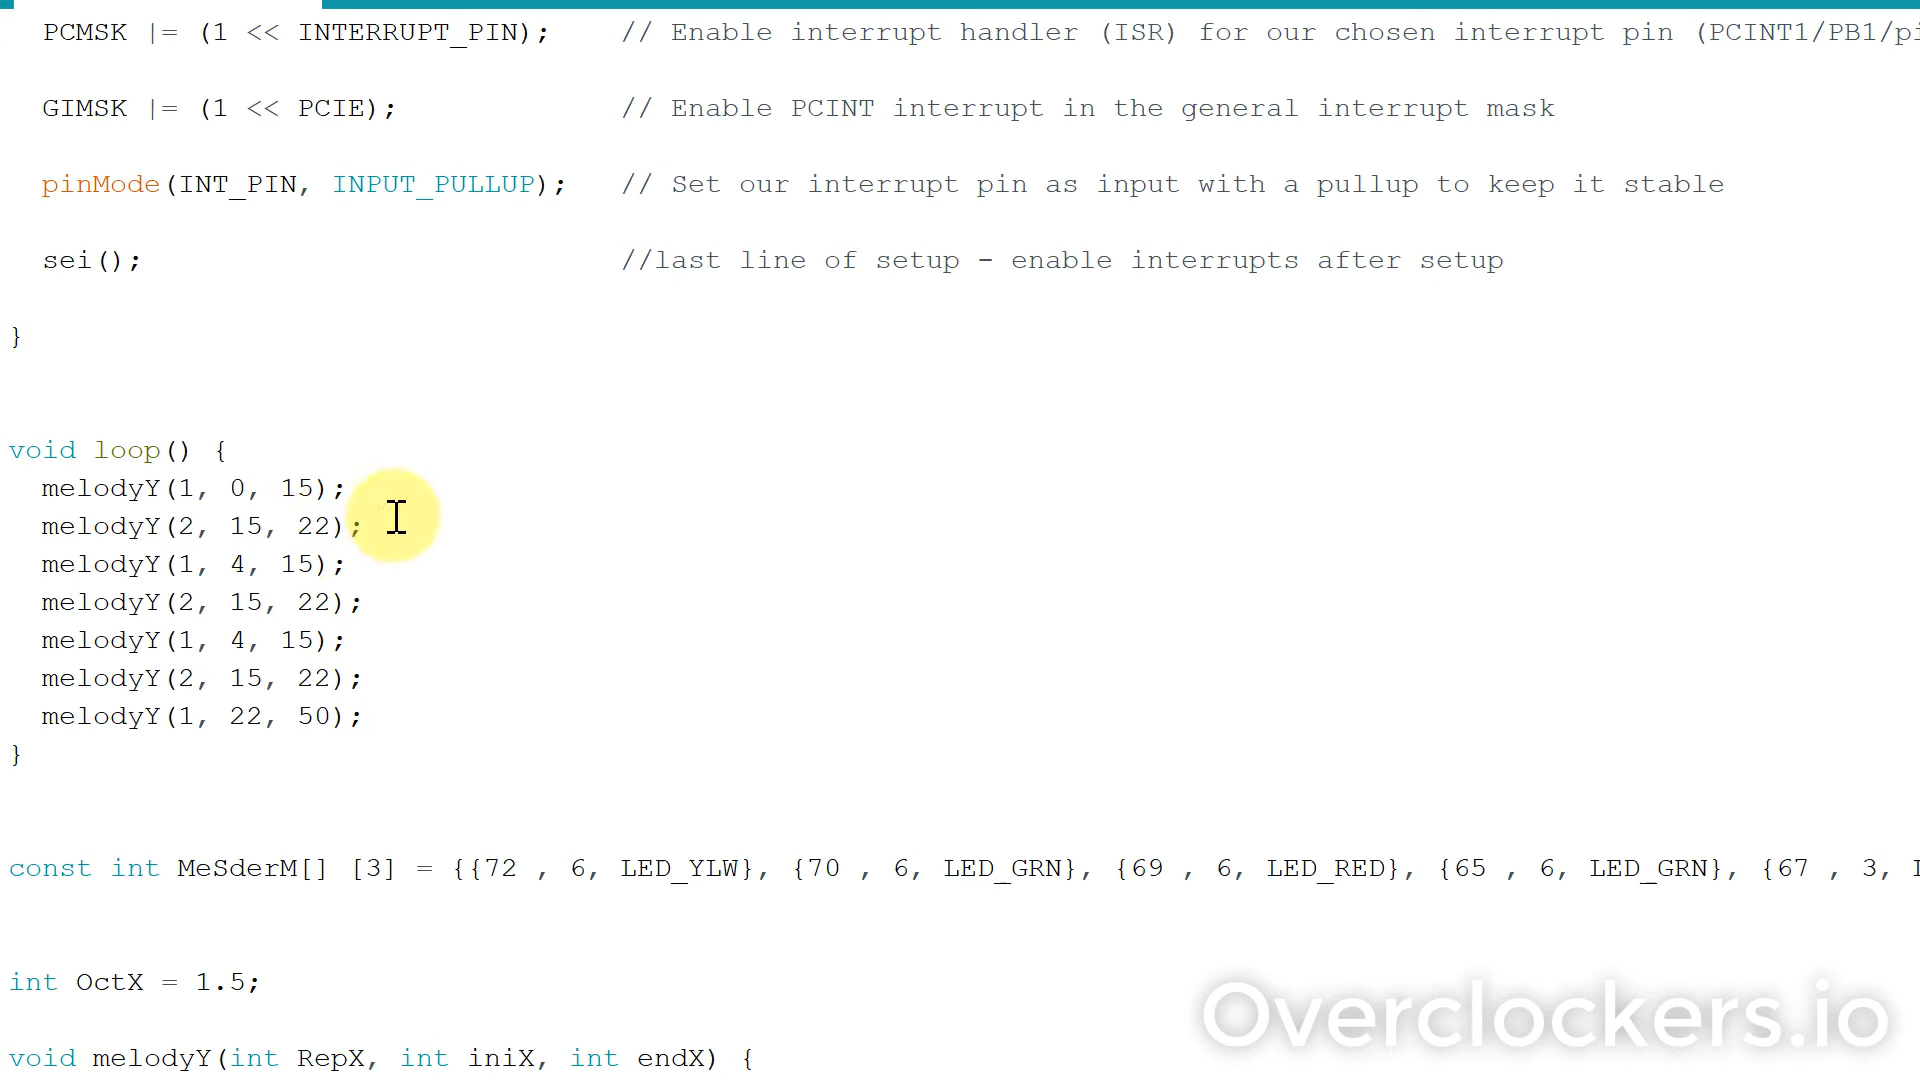 PCMSK |= (1 << INTERRUPT_PIN); // Enable interrupt handler (ISR) for our chosen interrupt pin (PCINT1/PB1/pi
GIMSK |= (1 << PCIE); // Enable PCINT interrupt in the general interrupt mask
pinMode(INT_PIN, INPUT_PULLUP); // Set our interrupt pin as input with a pullup to keep it stable
sei(); //last line of setup - enable interrupts after setup
}
void loop() {
melodyY(1, 0, 15);
melodyY(2, 15, 22);
melodyY(1, 4, 15);
melodyY(2, 15, 22);
melodyY(1, 4, 15);
melodyY(2, 15, 22);
melodyY(1, 22, 50);
}
const int MeSderM[] [3] = {{72 , 6, LED_YLW}, {70 , 6, LED_GRN}, {69 , 6, LED_RED}, {65 , 6, LED_GRN}, {67 , 3,
int OctX = 1.5;
Overclockers.io
void melodyY(int RepX, int iniX, int endX) {